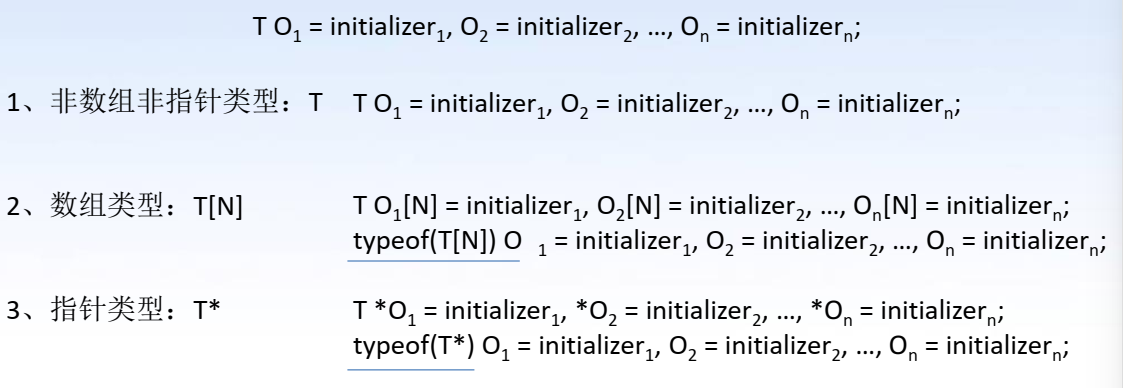 T O₁ = initializer₁, O₂ = initializer₂, ..., Oₙ = initializerₙ;
1、非数组非指针类型：T T O₁ = initializer₁, O₂ = initializer₂, ..., Oₙ = initializerₙ;
2、数组类型：T[N] T O₁[N] = initializer₁, O₂[N] = initializer₂, ..., Oₙ[N] = initializerₙ;
typeof(T[N]) O ₁ = initializer₁, O₂ = initializer₂, ..., Oₙ = initializerₙ;
3、指针类型：T* T *O₁ = initializer₁, *O₂ = initializer₂, ..., *Oₙ = initializerₙ;
typeof(T*) O₁ = initializer₁, O₂ = initializer₂, ..., Oₙ = initializerₙ;